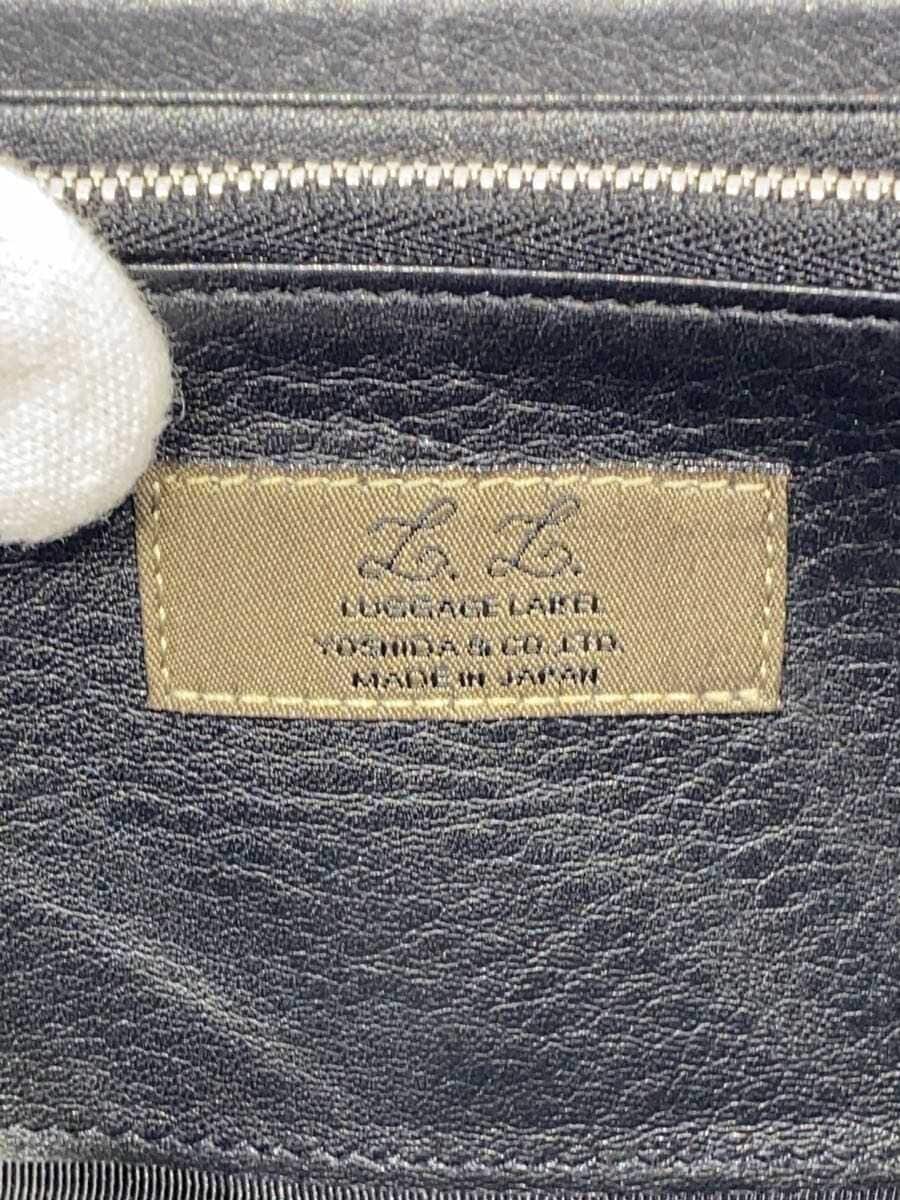 L. L.
LUGGAGE LABEL
YOSHIDA & CO.,LTD.
MADE IN JAPAN